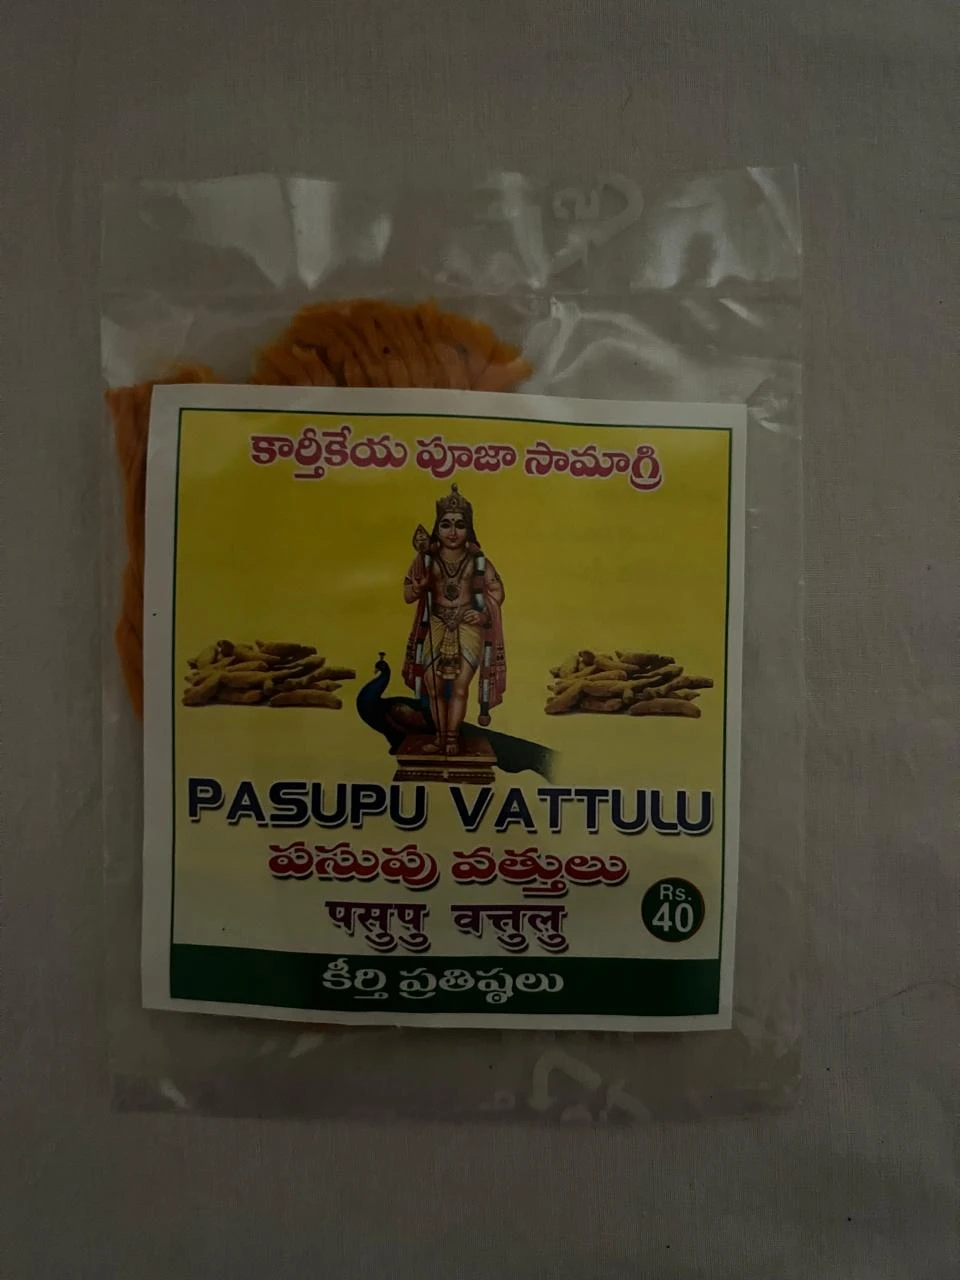 కార్తీకేయ పూజా సామాగ్రి
PASUPU VATTULU
పసుపు వత్తులు
पसुपु वत्तुलु
Rs.
40
కీర్తి ప్రతిష్ఠలు